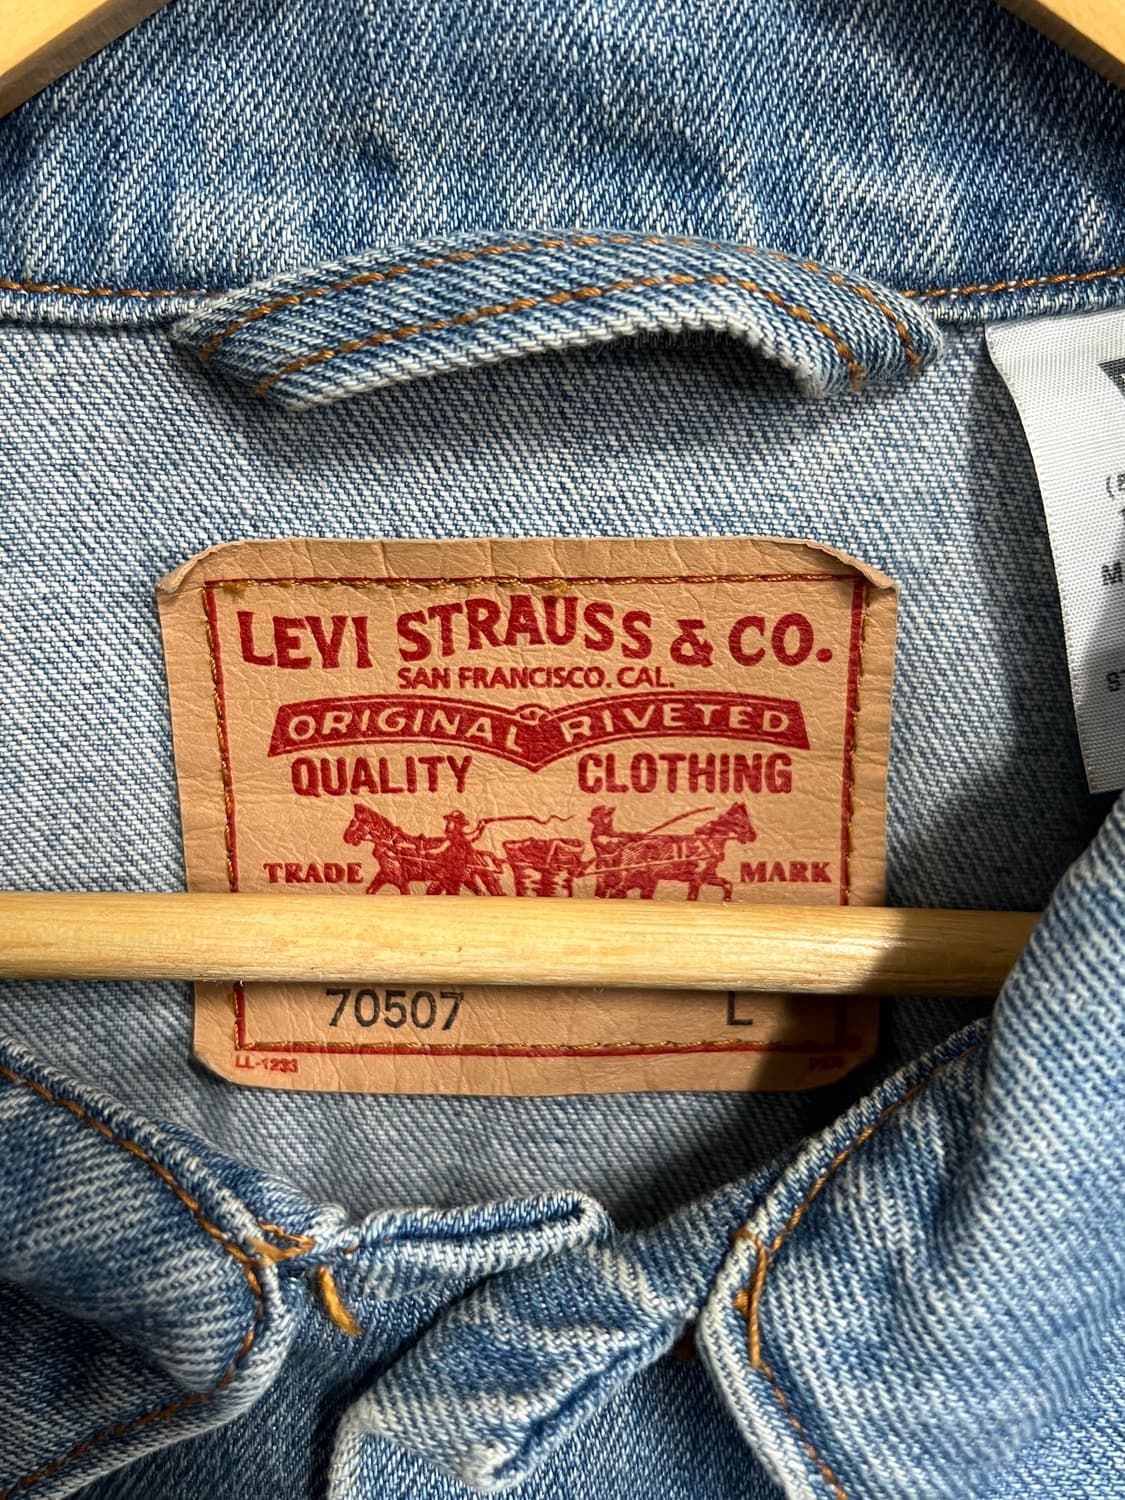 LEVI STRAUSS & CO.
SAN FRANCISCO. CAL.
ORIGINAL RIVETED
QUALITY CLOTHING
TRADE MARK
70507 L
LL-1233